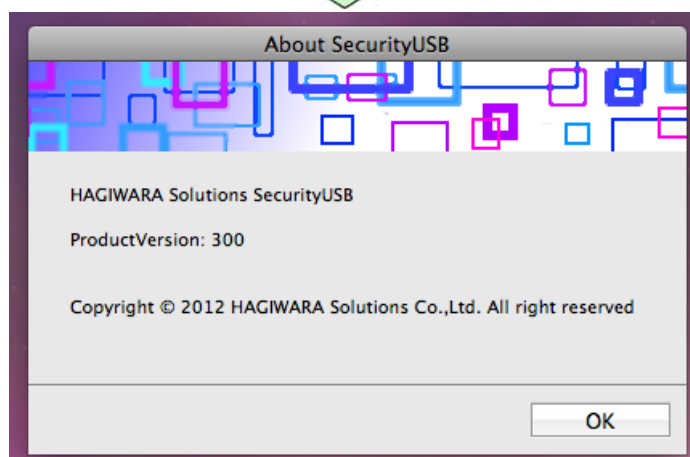 About SecurityUSB
HAGIWARA Solutions SecurityUSB
ProductVersion: 300
Copyright © 2012 HAGIWARA Solutions Co.,Ltd. All right reserved
OK